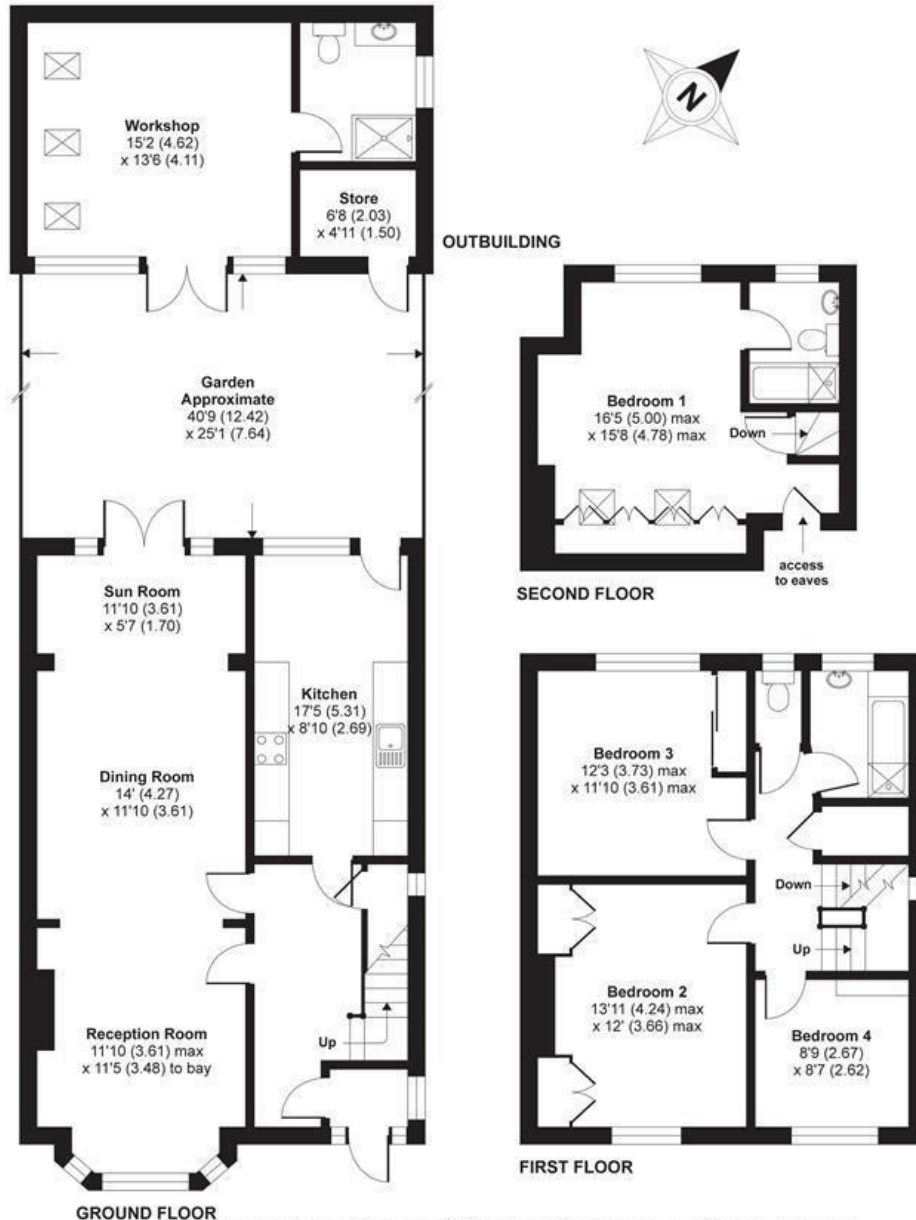 Workshop
15'2 (4.62)
x 13'6 (4.11)
Store
6'8 (2.03)
x 4'11 (1.50)
N
OUTBUILDING
Garden
Approximate
40'9 (12.42)
x 25'1 (7.64)
Bedroom 1
16'5 (5.00) max
x 15'8 (4.78) max
Down
access
to eaves
SECOND FLOOR
Sun Room
11'10 (3.61)
x 5'7 (1.70)
Kitchen
17'5 (5.31)
x 8'10 (2.69)
Dining Room
14' (4.27)
x 11'10 (3.61)
Up
Reception Room
11'10 (3.61) max
x 11'5 (3.48) to bay
GROUND FLOOR
Bedroom 3
12'3 (3.73) max
x 11'10 (3.61) max
Down
Up
Bedroom 2
13'11 (4.24) max
x 12' (3.66) max
Bedroom 4
8'9 (2.67)
x 8'7 (2.62)
FIRST FLOOR